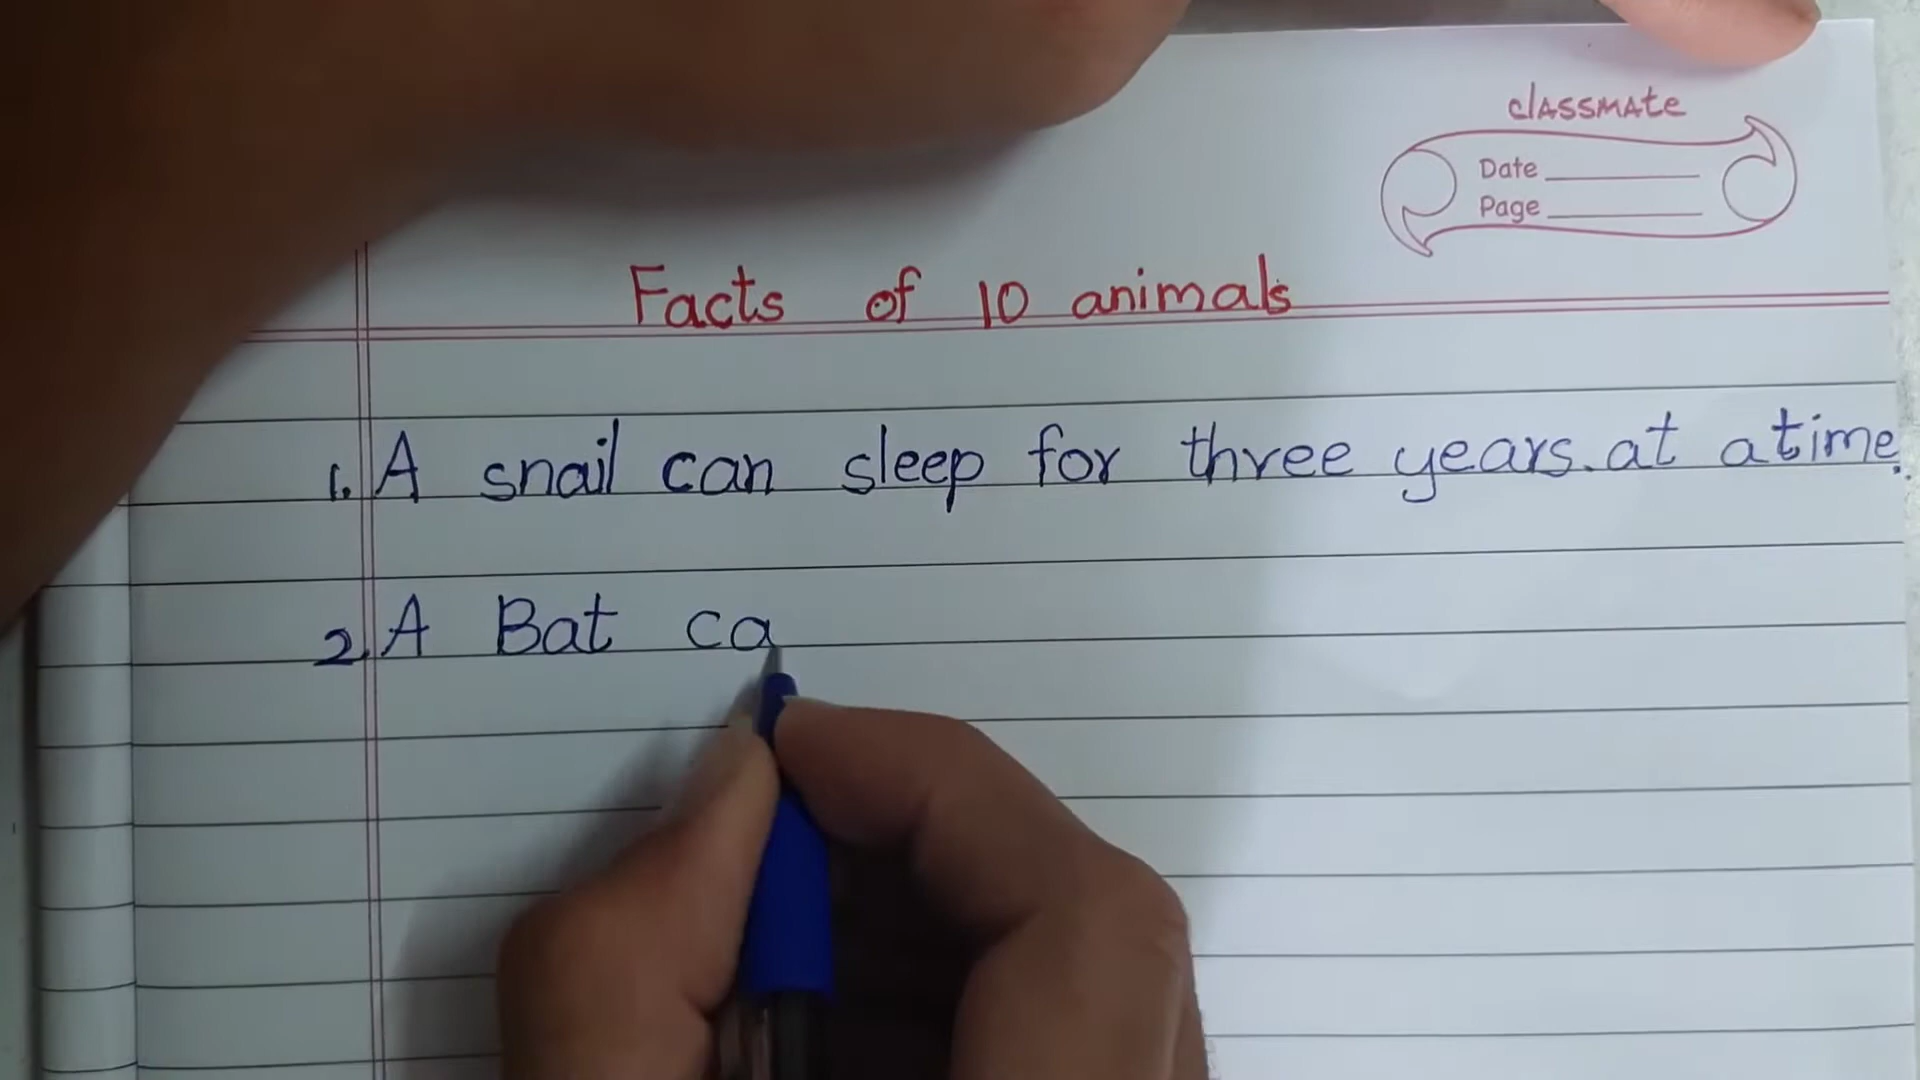 classmate
Date
Page
Facts of 10 animals
1. A snail can sleep for three years. at a time.
2. A Bat ca